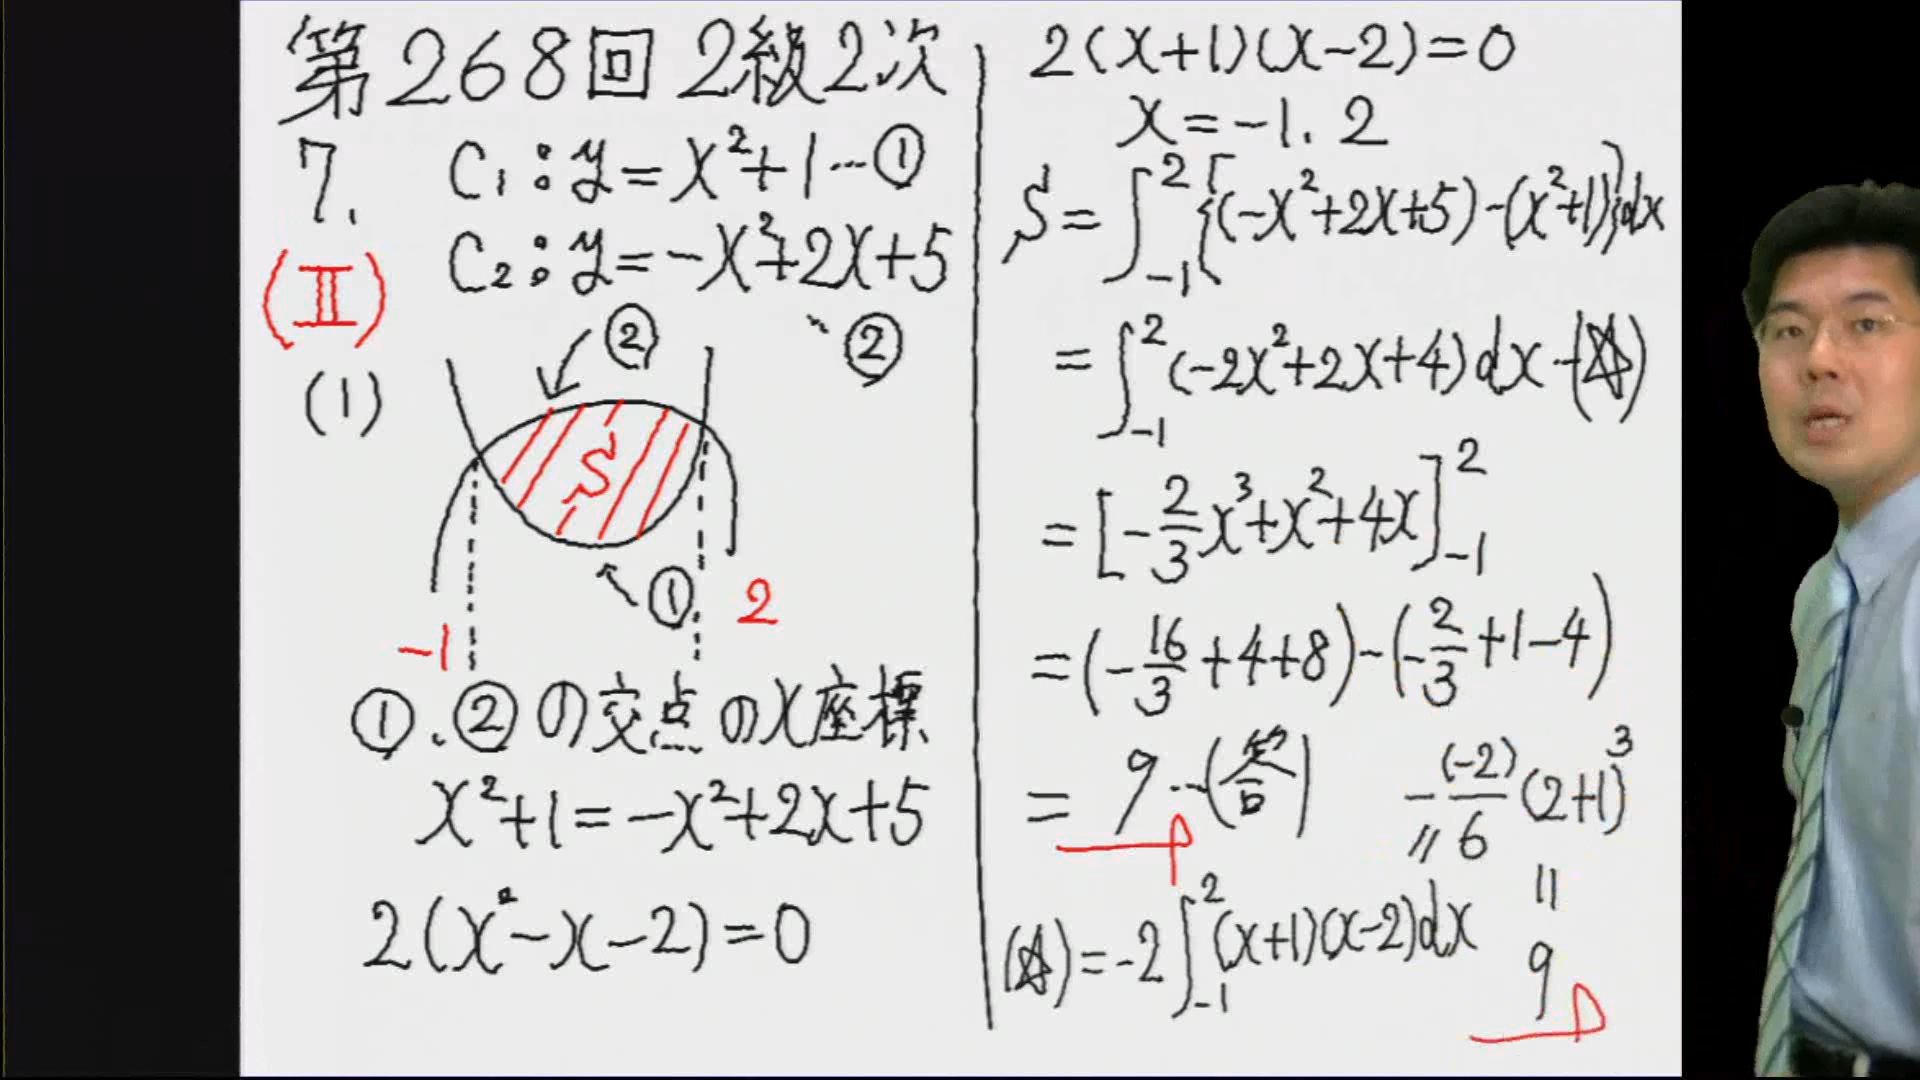 第268回 2級2次
7. C₁:y=x²+1…①
C₂:y=-x²+2x+5
…②
(Ⅱ)
(1)
②
S
①
-1
2
①.②の交点のx座標
x²+1=-x²+2x+5
2(x²-x-2)=0
2(x+1)(x-2)=0
x=-1.2
S=∫₋₁²{(-x²+2x+5)-(x²+1)}dx
=∫₋₁²(-2x²+2x+4)dx…(☆)
=[-2/3x³+x²+4x]₋₁²
=(-16/3+4+8)-(-2/3+1-4)
=9…(答)
(☆)=-2∫₋₁²(x+1)(x-2)dx
=-(-2)/6(2+1)³
=9